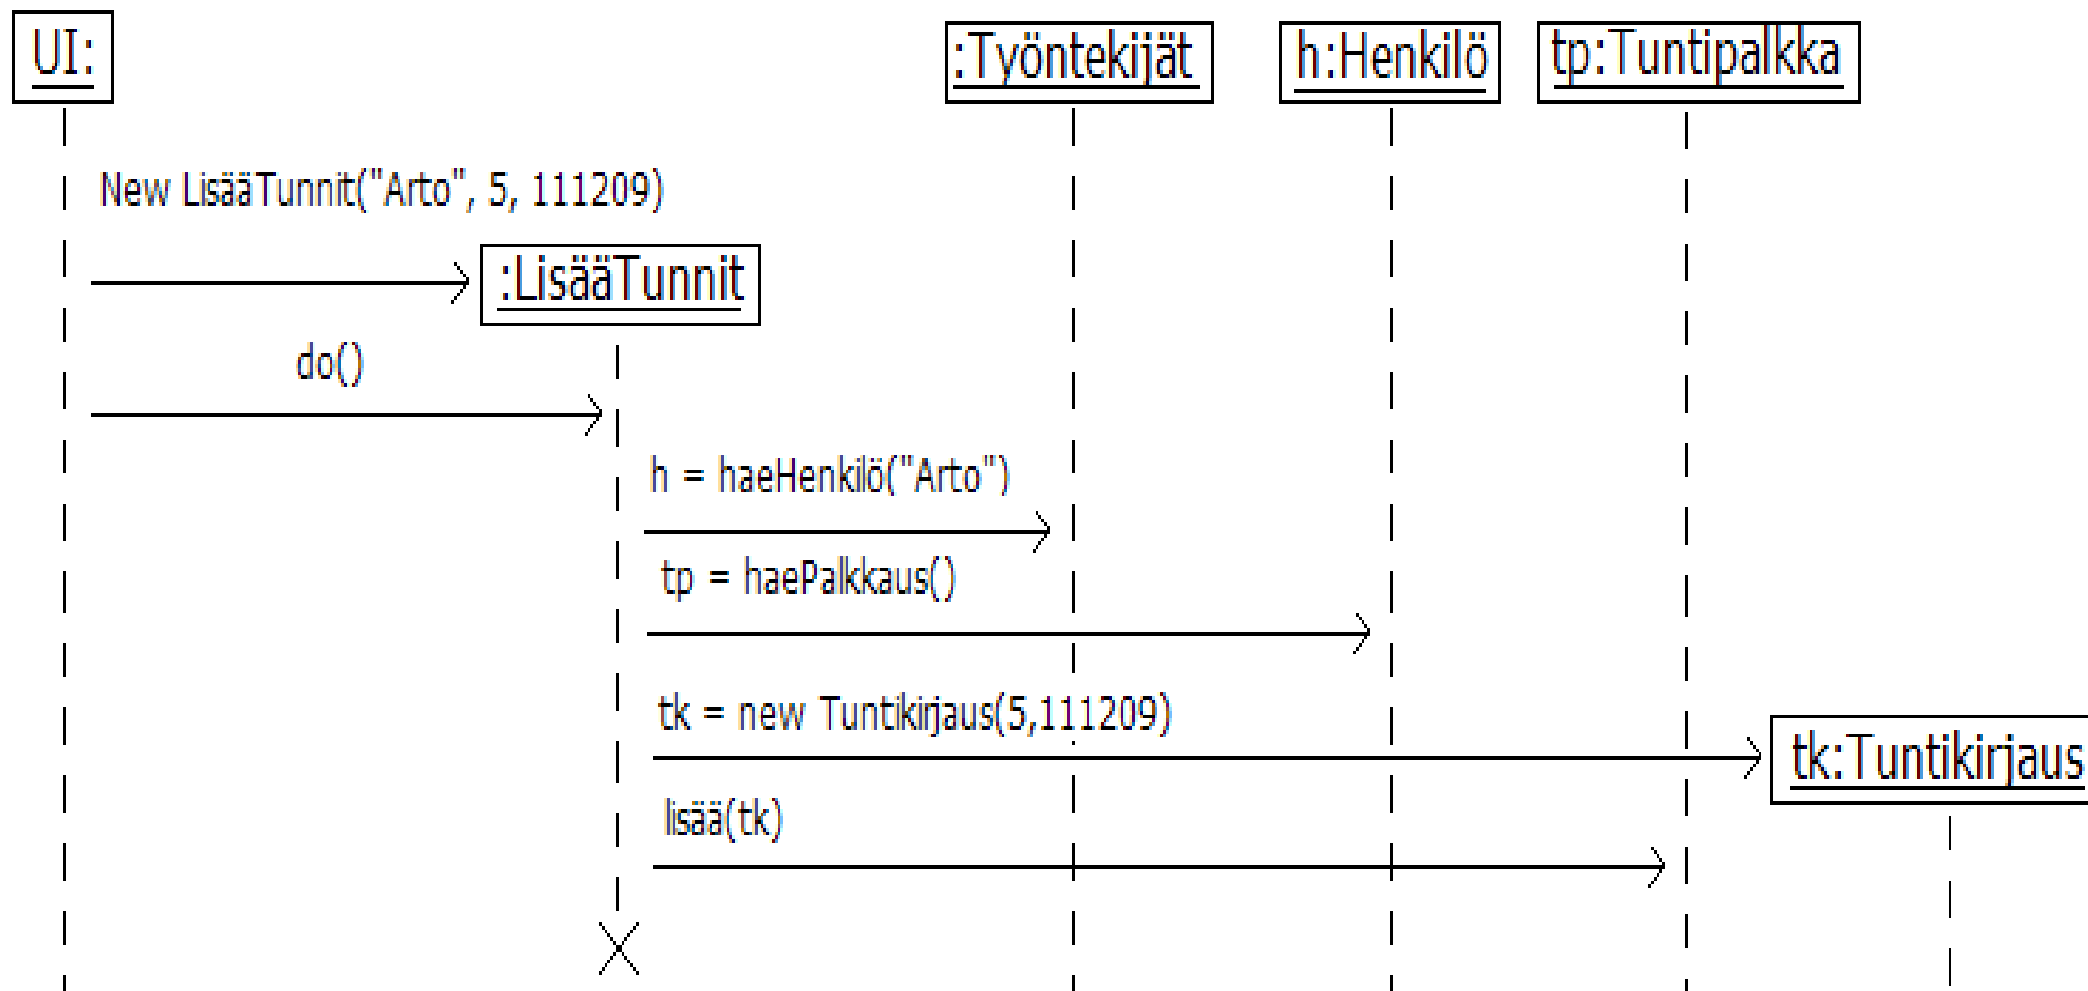 UI:
:Työntekijät
h:Henkilö
tp:Tuntipalkka
New LisääTunnit("Arto", 5, 111209)
:LisääTunnit
do()
h = haeHenkilö("Arto")
tp = haePalkkaus()
tk = new Tuntikirjaus(5,111209)
tk:Tuntikirjaus
lisää(tk)